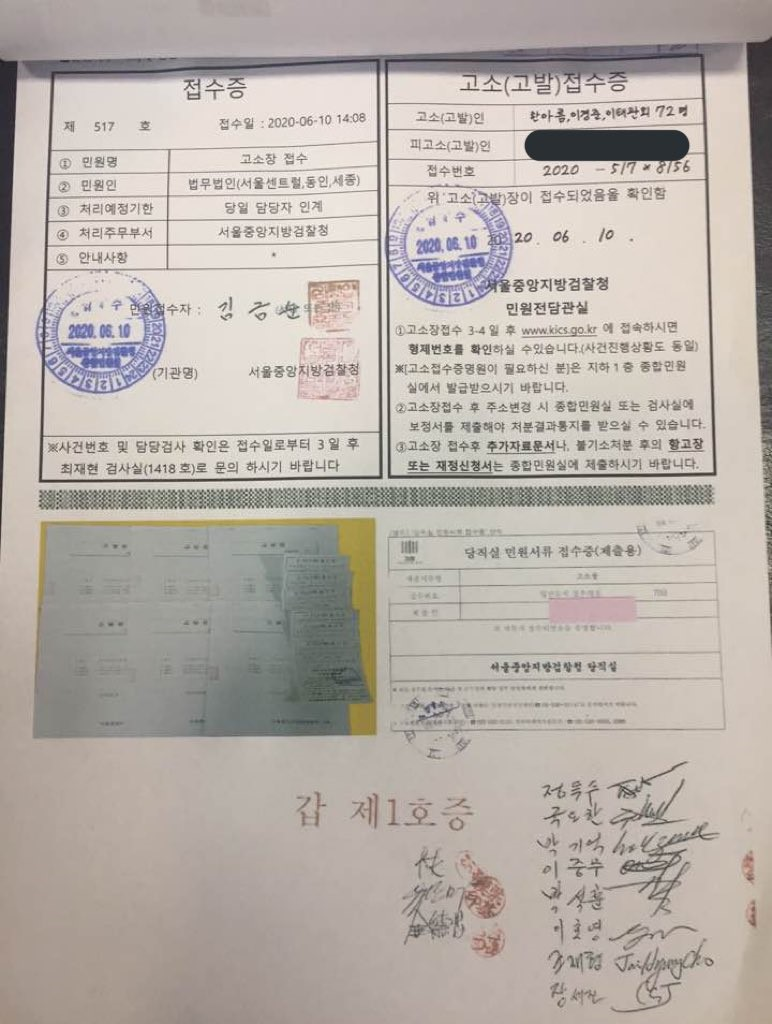 접수증
제 517 호 접수일 : 2020-06-10 14:08
① 민원명 고소장 접수
② 민원인 법무법인(서울센트럴,동인,세종)
③ 처리예정기한 당일 담당자 인계
④ 처리주무부서 서울중앙지방검찰청
⑤ 안내사항 *
민원접수자 : 김금순
2020.06.10
(기관명) 서울중앙지방검찰청
※사건번호 및 담당검사 확인은 접수일로부터 3일 후
최재현 검사실(1418호)로 문의 하시기 바랍니다
고소(고발)접수증
고소(고발)인 한아름,이경준,이태관외 72명
피고소(고발)인
접수번호 2020 - 517 * 8156
위 고소(고발)장이 접수되었음을 확인함
접수
2020.06.10
2020. 06. 10.
서울중앙지방검찰청
민원전담관실
①고소장접수 3-4일 후 www.kics.go.kr 에 접속하시면
형제번호를 확인하실 수있습니다.(사건진행상황도 동일)
※[고소접수증명원이 필요하신 분]은 지하 1층 종합민원
실에서 발급받으시기 바랍니다.
②고소장접수 후 주소변경 시 종합민원실 또는 검사실에
보정서를 제출해야 처분결과통지를 받으실 수 있습니다.
③고소장 접수후 추가자료문서나, 불기소처분 후의 항고장
또는 재정신청서는 종합민원실에 제출하시기 바랍니다.
당직실 민원서류 접수증(제출용)
고소장
서울중앙지방검찰청 당직실
갑 제1호증
정묵수
국요한
박기억
이중무
박석훈
이호영
조재형 JaiHyungCho
장세진 CSJ